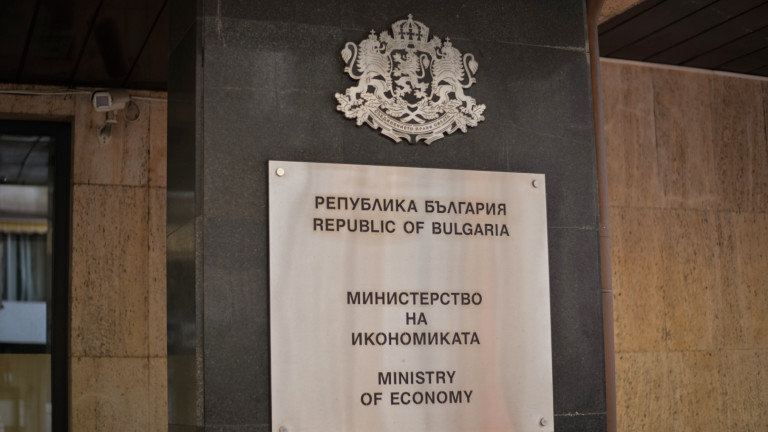 РЕПУБЛИКА БЪЛГАРИЯ
REPUBLIC OF BULGARIA
МИНИСТЕРСТВО
НА
ИКОНОМИКАТА
MINISTRY
OF ECONOMY